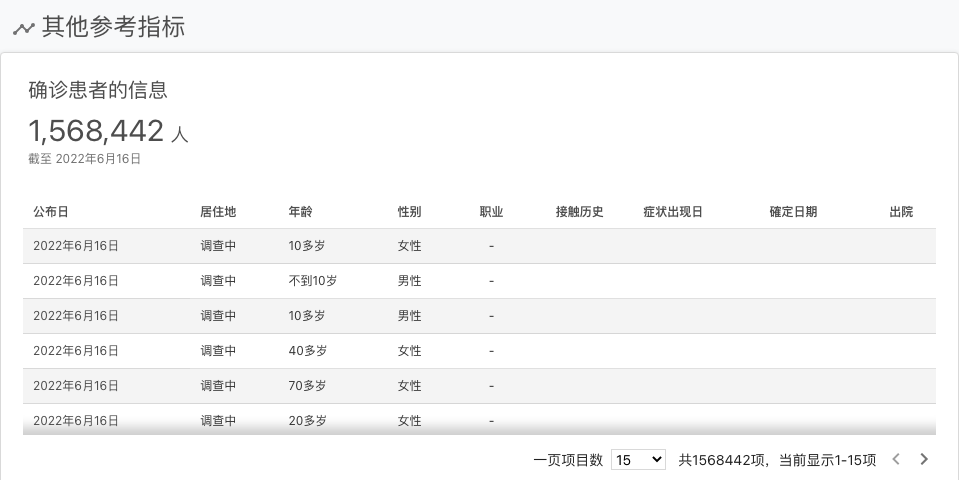 其他参考指标
确诊患者的信息
1,568,442 人
截至 2022年6月16日
公布日 居住地 年龄 性别 职业 接触历史 症状出现日 確定日期 出院
2022年6月16日 调查中 10多岁 女性 -
2022年6月16日 调查中 不到10岁 男性 -
2022年6月16日 调查中 10多岁 男性 -
2022年6月16日 调查中 40多岁 女性 -
2022年6月16日 调查中 70多岁 女性 -
2022年6月16日 调查中 20多岁 女性 -
一页项目数 15 共1568442项，当前显示1-15项